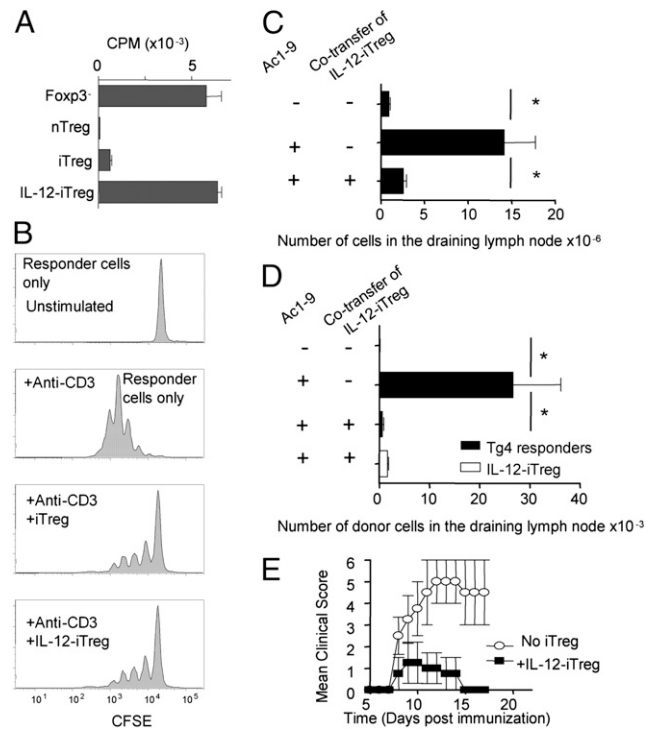 A
CPM (x10-3)
0 5
Foxp3-
nTreg
iTreg
IL-12-iTreg
B
Responder cells
only
Unstimulated
+Anti-CD3
Responder
cells only
+Anti-CD3
+iTreg
+Anti-CD3
+IL-12-iTreg
10¹ 10² 10³ 10⁴ 10⁵
CFSE
C
Ac1-9
Co-transfer of
IL-12-iTreg
- -
*
+ -
+ +
*
0 5 10 15 20
Number of cells in the draining lymph node x10-6
D
Ac1-9
Co-transfer of
IL-12-iTreg
- -
*
+ -
*
+ +
Tg4 responders
+ +
IL-12-iTreg
0 10 20 30 40
Number of donor cells in the draining lymph node x10-3
E
Mean Clinical Score
6
5
4
3
2
1
0
No iTreg
+IL-12-iTreg
5 10 15 20
Time (Days post immunization)